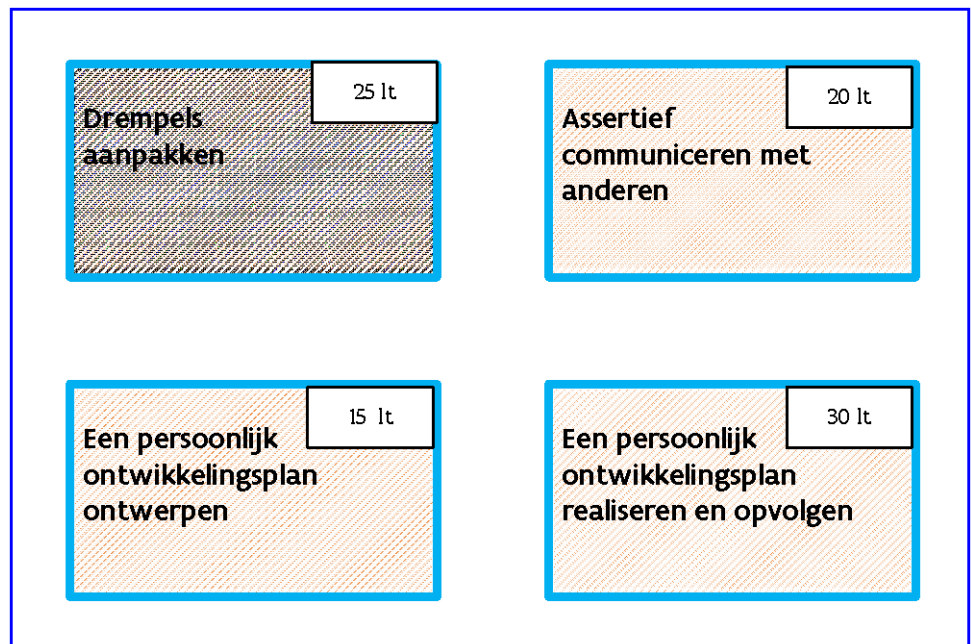 25 lt
Drempels
aanpakken
20 lt
Assertief
communiceren met
anderen
15 lt
Een persoonlijk
ontwikkelingsplan
ontwerpen
30 lt
Een persoonlijk
ontwikkelingsplan
realiseren en opvolgen